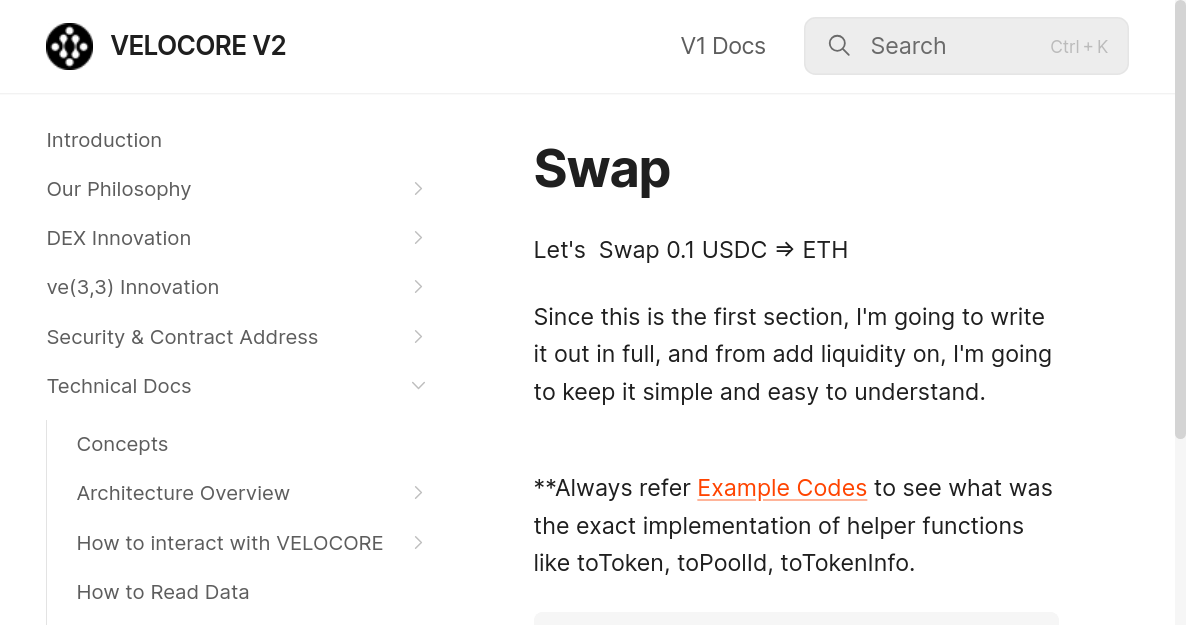 VELOCORE V2
V1 Docs
Search
Ctrl + K
Introduction
Our Philosophy
DEX Innovation
ve(3,3) Innovation
Security & Contract Address
Technical Docs
Concepts
Architecture Overview
How to interact with VELOCORE
How to Read Data
Swap
Let's  Swap 0.1 USDC => ETH
Since this is the first section, I'm going to write
it out in full, and from add liquidity on, I'm going
to keep it simple and easy to understand.
**Always refer Example Codes to see what was
the exact implementation of helper functions
like toToken, toPoolId, toTokenInfo.